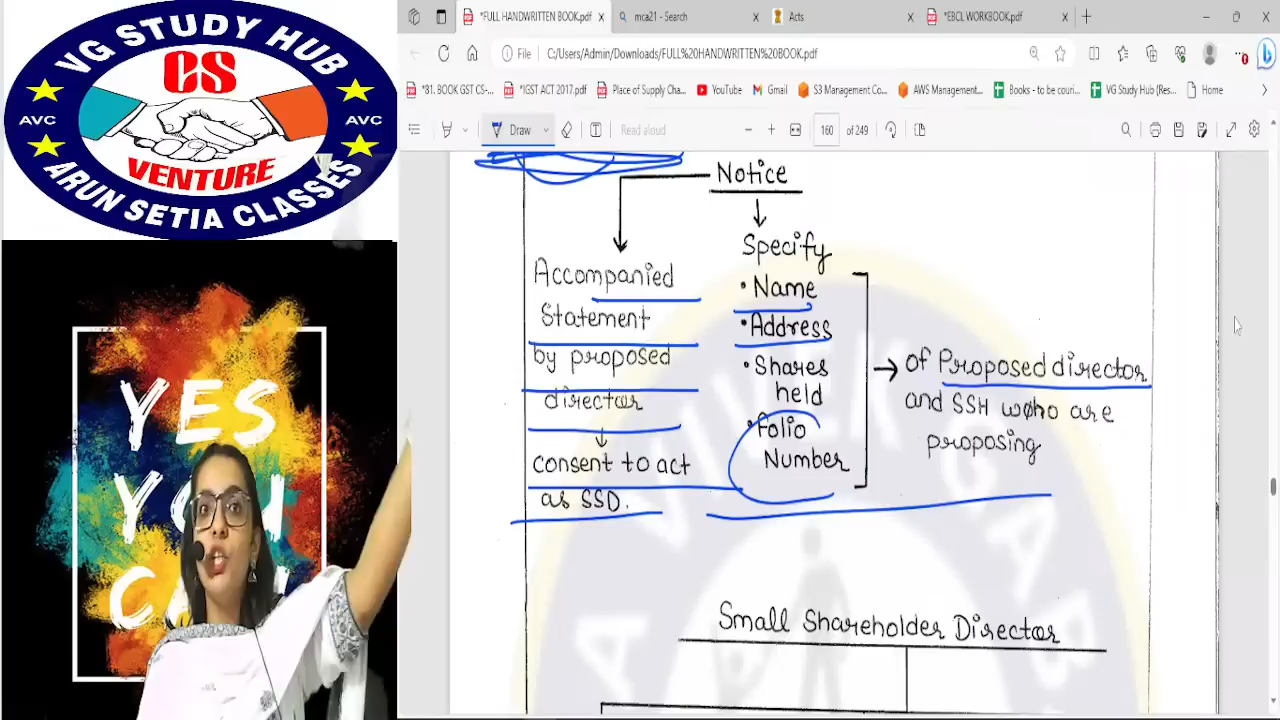 VG STUDY HUB
CS
AVC
AVC
VENTURE
ARUN SETIA CLASSES
YES
YOU
*FULL HANDWRITTEN BOOK.pdf
mca21 - Search
Acts
*EBCL WORKBOOK.pdf
File
C:/Users/Admin/Downloads/FULL%20HANDWRITTEN%20BOOK.pdf
*81. BOOK GST CS-...
*IGST ACT 2017.pdf
Place of Supply Cha...
YouTube
Gmail
S3 Management Co...
AWS Management...
Books - to be
VG Study Hub
Home
Draw
Read aloud
160
of 249
Notice
Accompanied
Statement
by proposed
director
consent to act
as SSD.
Specify
• Name
• Address
• Shares
held
• Folio
Number
of Proposed director
and SSH who are
proposing
Small Shareholder Director